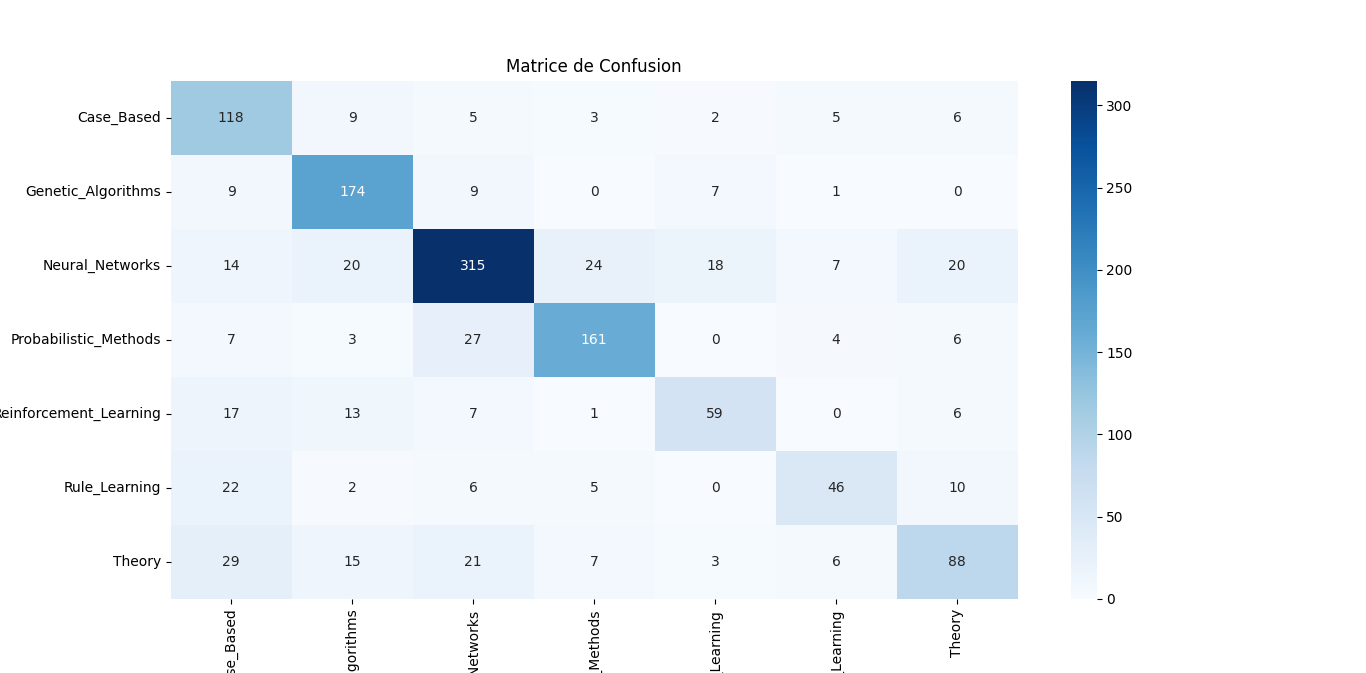 Matrice de Confusion
Case_Based 118 9 5 3 2 5 6
Genetic_Algorithms 9 174 9 0 7 1 0
Neural_Networks 14 20 315 24 18 7 20
Probabilistic_Methods 7 3 27 161 0 4 6
einforcement_Learning 17 13 7 1 59 0 6
Rule_Learning 22 2 6 5 0 46 10
Theory 29 15 21 7 3 6 88
se_Based
gorithms
Networks
_Methods
_Learning
_Learning
Theory
300
250
200
150
100
50
0